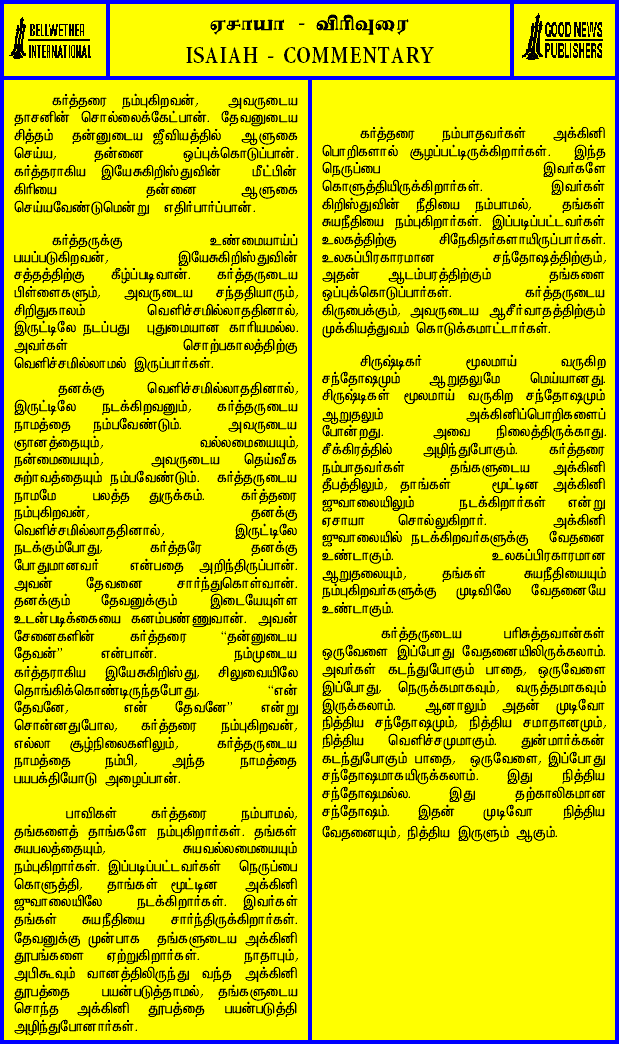 BELLWETHER
INTERNATIONAL
ஏசாயா - விரிவுரை
ISAIAH - COMMENTARY
GOOD NEWS
PUBLISHERS
கர்த்தரை நம்புகிறவன், அவருடைய
தாசனின் சொல்லைக்கேட்பான். தேவனுடைய
சித்தம் தன்னுடைய ஜீவியத்தில் ஆளுகை
செய்ய, தன்னை ஒப்புக்கொடுப்பான்.
கர்த்தராகிய இயேசுகிறிஸ்துவின் மீட்பின்
கிரியை தன்னை ஆளுகை
செய்யவேண்டுமென்று எதிர்பார்ப்பான்.
கர்த்தருக்கு உண்மையாய்ப்
பயப்படுகிறவன், இயேசுகிறிஸ்துவின்
சத்தத்திற்கு கீழ்ப்படிவான். கர்த்தருடைய
பிள்ளைகளும், அவருடைய சந்ததியாரும்,
சிறிதுகாலம் வெளிச்சமில்லாததினால்,
இருட்டிலே நடப்பது புதுமையான காரியமல்ல.
அவர்கள் சொற்பகாலத்திற்கு
வெளிச்சமில்லாமல் இருப்பார்கள்.
தனக்கு வெளிச்சமில்லாததினால்,
இருட்டிலே நடக்கிறவனும், கர்த்தருடைய
நாமத்தை நம்பவேண்டும். அவருடைய
ஞானத்தையும், வல்லமையையும்,
நன்மையையும், அவருடைய தெய்வீக
சுற்றாவத்தையும் நம்பவேண்டும். கர்த்தருடைய
நாமமே பலத்த துருக்கம். கர்த்தரை
நம்புகிறவன், தனக்கு
வெளிச்சமில்லாததினால், இருட்டிலே
நடக்கும்போது, கர்த்தரே தனக்கு
போதுமானவர் என்பதை அறிந்திருப்பான்.
அவன் தேவனை சார்ந்துகொள்வான்.
தனக்கும் தேவனுக்கும் இடையேயுள்ள
உடன்படிக்கையை கனம்பண்ணுவான். அவன்
சேனைகளின் கர்த்தரை “தன்னுடைய
தேவன்” என்பான். நம்முடைய
கர்த்தராகிய இயேசுகிறிஸ்து, சிலுவையிலே
தொங்கிக்கொண்டிருந்தபோது, “என்
தேவனே, என் தேவனே” என்று
சொன்னதுபோல, கர்த்தரை நம்புகிறவன்,
எல்லா சூழ்நிலைகளிலும், கர்த்தருடைய
நாமத்தை நம்பி, அந்த நாமத்தை
பயபக்தியோடு அழைப்பான்.
பாவிகள் கர்த்தரை நம்பாமல்,
தங்களைத் தாங்களே நம்புகிறார்கள். தங்கள்
சுயபலத்தையும், சுயவல்லமையையும்
நம்புகிறார்கள். இப்படிப்பட்டவர்கள் நெருப்பை
கொளுத்தி, தாங்கள் மூட்டின அக்கினி
ஜுவாலையிலே நடக்கிறார்கள். இவர்கள்
தங்கள் சுயநீதியை சார்ந்திருக்கிறார்கள்.
தேவனுக்கு முன்பாக தங்களுடைய அக்கினி
தூபங்களை ஏற்றுகிறார்கள். நாதாபும்,
அபிகூவும் வானத்திலிருந்து வந்த அக்கினி
தூபத்தை பயன்படுத்தாமல், தங்களுடைய
சொந்த அக்கினி தூபத்தை பயன்படுத்தி
அழிந்துபோனார்கள்.
கர்த்தரை நம்பாதவர்கள் அக்கினி
பொறிகளால் சூழப்பட்டிருக்கிறார்கள். இந்த
நெருப்பை இவர்களே
கொளுத்தியிருக்கிறார்கள். இவர்கள்
கிறிஸ்துவின் நீதியை நம்பாமல், தங்கள்
சுயநீதியை நம்புகிறார்கள். இப்படிப்பட்டவர்கள்
உலகத்திற்கு சிநேகிதர்களாயிருப்பார்கள்.
உலகப்பிரகாரமான சந்தோஷத்திற்கும்,
அதன் ஆடம்பரத்திற்கும் தங்களை
ஒப்புக்கொடுப்பார்கள். கர்த்தருடைய
கிருபைக்கும், அவருடைய ஆசீர்வாதத்திற்கும்
முக்கியத்துவம் கொடுக்கமாட்டார்கள்.
சிருஷ்டிகர் மூலமாய் வருகிற
சந்தோஷமும் ஆறுதலுமே மெய்யானது.
சிருஷ்டிகள் மூலமாய் வருகிற சந்தோஷமும்
ஆறுதலும் அக்கினிப்பொறிகளைப்
போன்றது. அவை நிலைத்திருக்காது.
சீக்கிரத்தில் அழிந்துபோகும். கர்த்தரை
நம்பாதவர்கள் தங்களுடைய அக்கினி
தீபத்திலும், தாங்கள் மூட்டின அக்கினி
ஜுவாலையிலும் நடக்கிறார்கள் என்று
ஏசாயா சொல்லுகிறார். அக்கினி
ஜுவாலையில் நடக்கிறவர்களுக்கு வேதனை
உண்டாகும். உலகப்பிரகாரமான
ஆறுதலையும், தங்கள் சுயநீதியையும்
நம்புகிறவர்களுக்கு முடிவிலே வேதனையே
உண்டாகும்.
கர்த்தருடைய பரிசுத்தவான்கள்
ஒருவேளை இப்போது வேதனையிலிருக்கலாம்.
அவர்கள் கடந்துபோகும் பாதை, ஒருவேளை
இப்போது, நெருக்கமாகவும், வருத்தமாகவும்
இருக்கலாம். ஆனாலும் அதன் முடிவோ
நித்திய சந்தோஷமும், நித்திய சமாதானமும்,
நித்திய வெளிச்சமுமாகும். துன்மார்க்கன்
கடந்துபோகும் பாதை, ஒருவேளை, இப்போது
சந்தோஷமாகயிருக்கலாம். இது நித்திய
சந்தோஷமல்ல. இது தற்காலிகமான
சந்தோஷம். இதன் முடிவோ நித்திய
வேதனையும், நித்திய இருளும் ஆகும்.